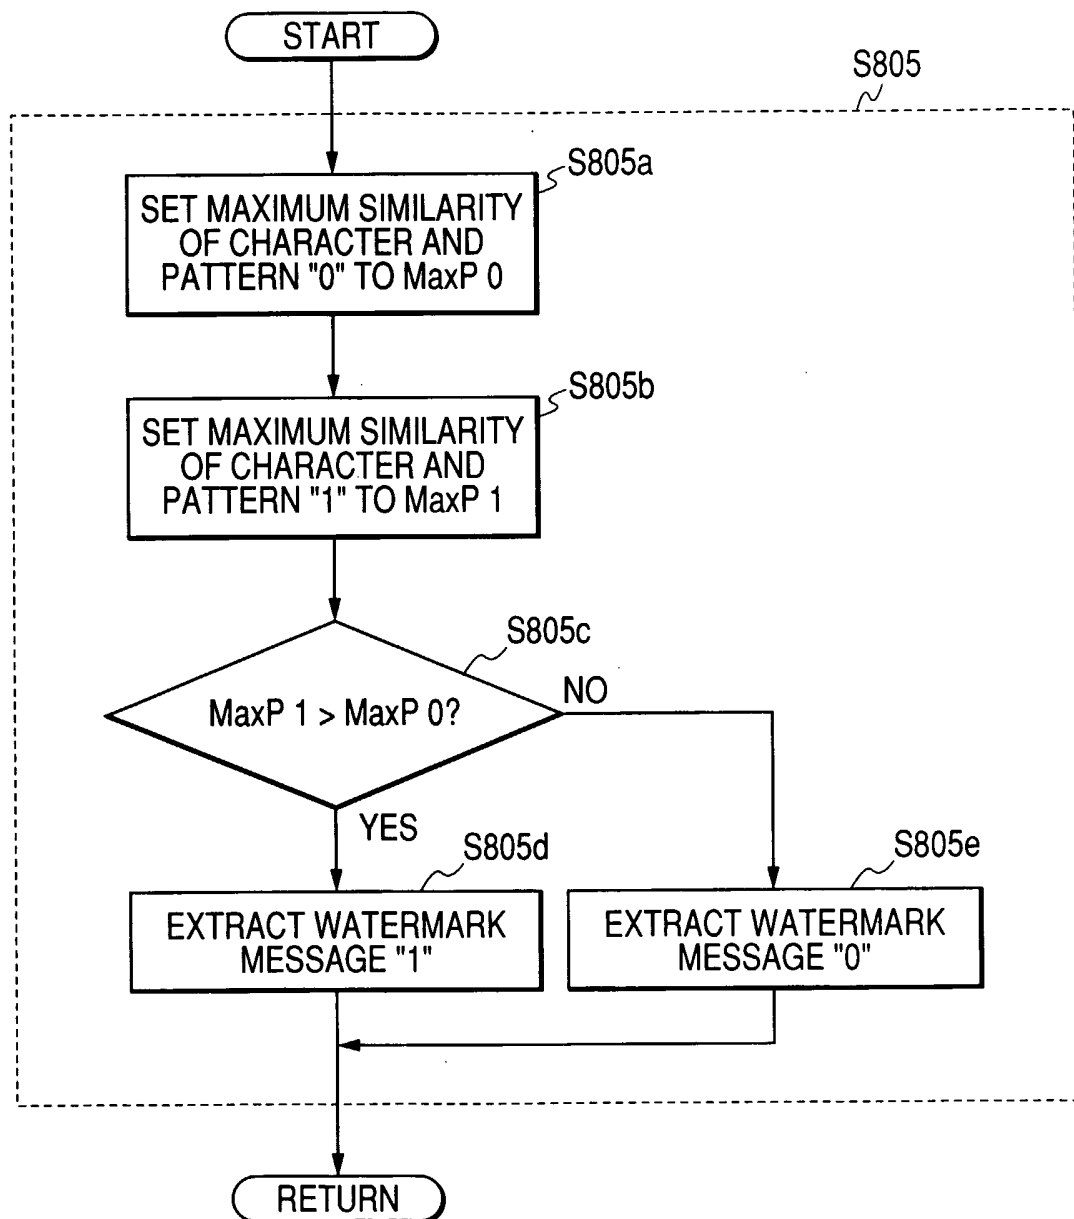 START
S805
S805a
SET MAXIMUM SIMILARITY
OF CHARACTER AND
PATTERN "0" TO MaxP 0
S805b
SET MAXIMUM SIMILARITY
OF CHARACTER AND
PATTERN "1" TO MaxP 1
S805c
MaxP 1 > MaxP 0?
NO
YES
S805d
EXTRACT WATERMARK
MESSAGE "1"
S805e
EXTRACT WATERMARK
MESSAGE "0"
RETURN